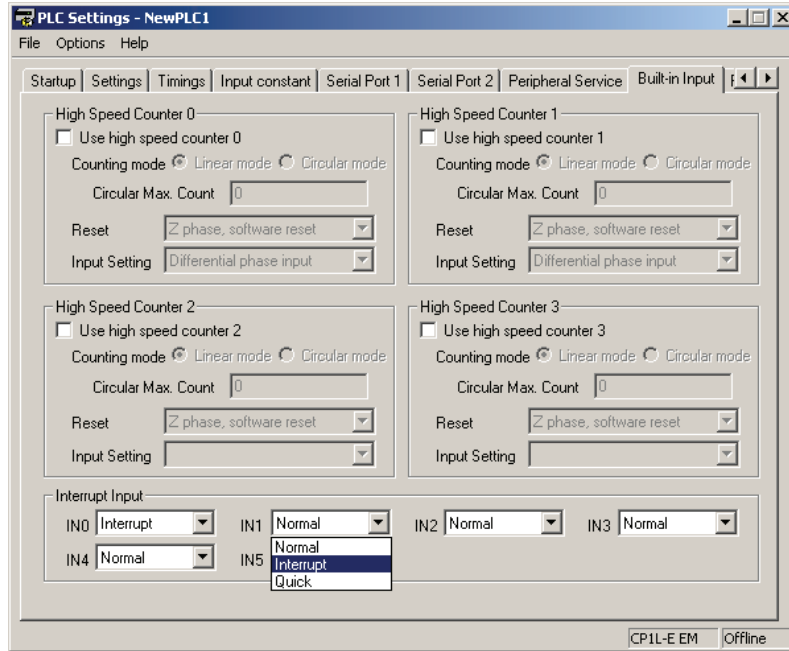 PLC Settings - NewPLC1
File Options Help
Startup Settings Timings Input constant Serial Port 1 Serial Port 2 Peripheral Service Built-in Input
High Speed Counter 0
Use high speed counter 0
Counting mode Linear mode Circular mode
Circular Max. Count 0
Reset Z phase, software reset
Input Setting Differential phase input
High Speed Counter 1
Use high speed counter 1
Counting mode Linear mode Circular mode
Circular Max. Count 0
Reset Z phase, software reset
Input Setting Differential phase input
High Speed Counter 2
Use high speed counter 2
Counting mode Linear mode Circular mode
Circular Max. Count 0
Reset Z phase, software reset
Input Setting
High Speed Counter 3
Use high speed counter 3
Counting mode Linear mode Circular mode
Circular Max. Count 0
Reset Z phase, software reset
Input Setting
Interrupt Input
IN0 Interrupt IN1 Normal IN2 Normal IN3 Normal
IN4 Normal IN5
Normal
Interrupt
Quick
CP1L-E EM Offline